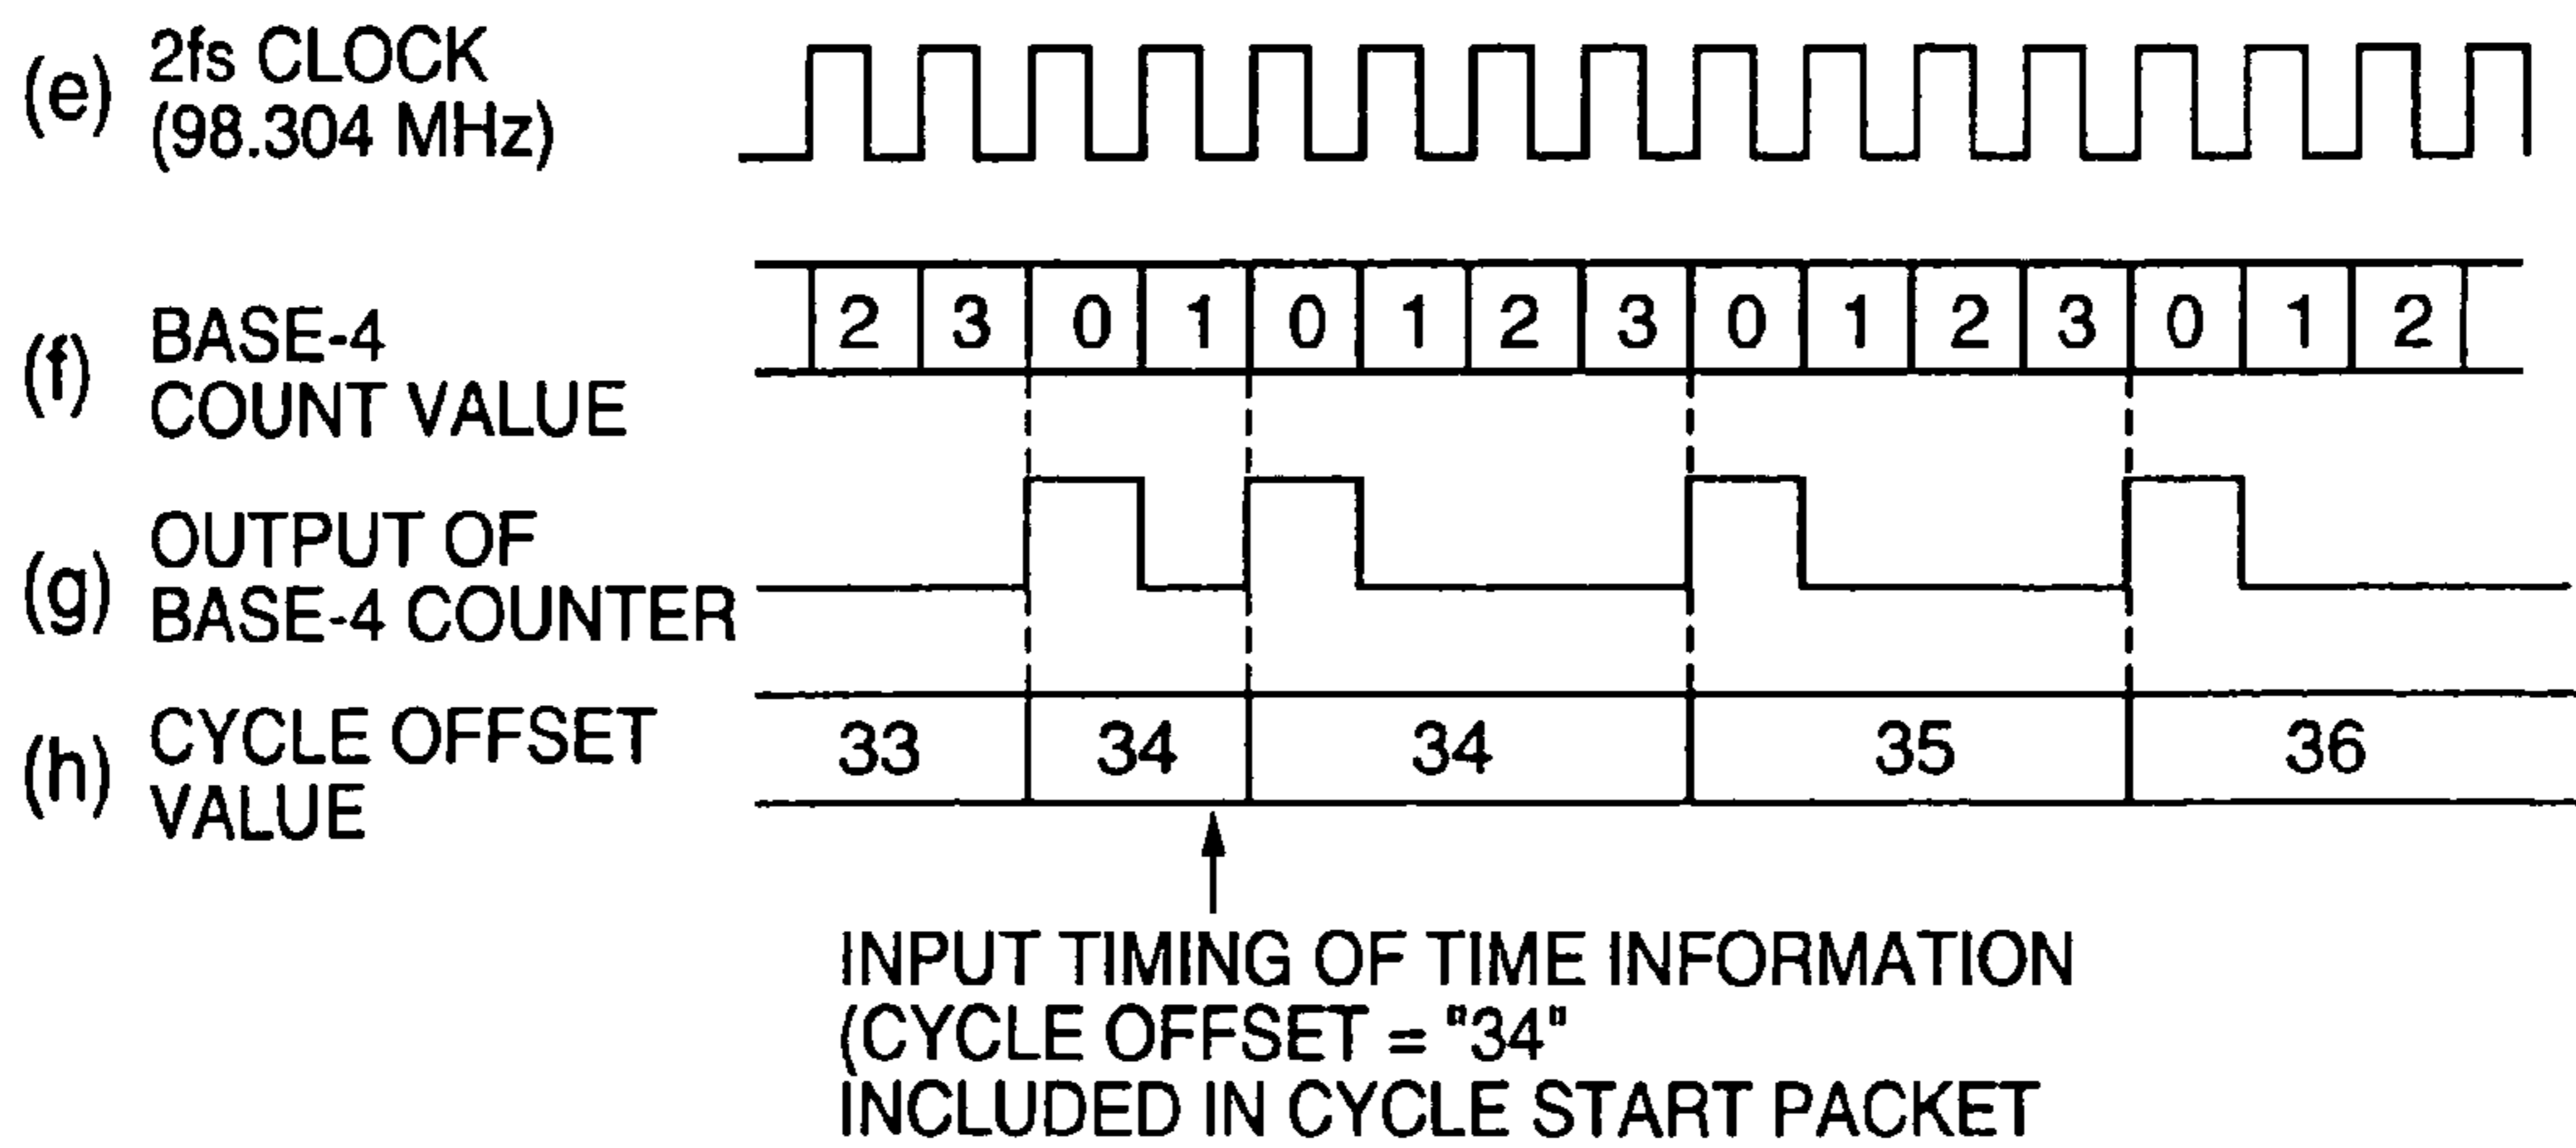 (e) 2fs CLOCK
(98.304 MHz)
(f) BASE-4
COUNT VALUE
2 3 0 1 0 1 2 3 0 1 2 3 0 1 2
(g) OUTPUT OF
BASE-4 COUNTER
(h) CYCLE OFFSET
VALUE
33 34 34 35 36
INPUT TIMING OF TIME INFORMATION
(CYCLE OFFSET = "34"
INCLUDED IN CYCLE START PACKET